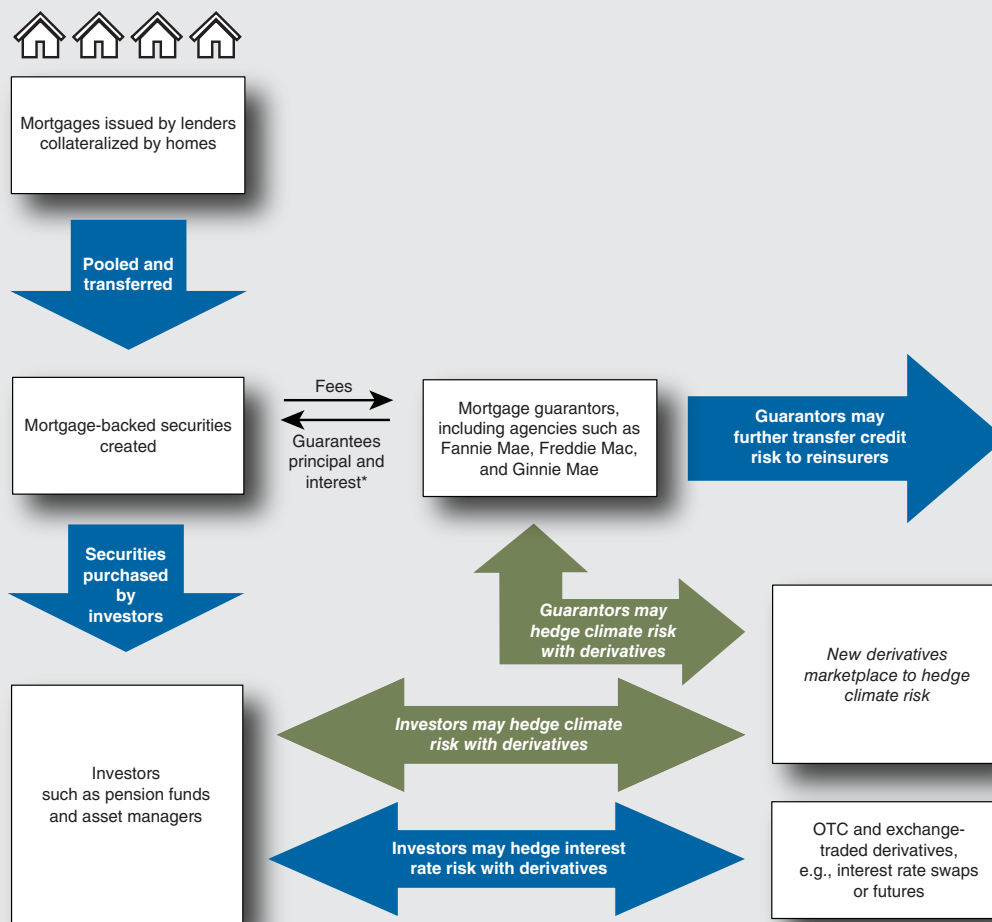 Mortgages issued by lenders
collateralized by homes
Pooled and
transferred
Mortgage-backed securities
created
Fees
Guarantees
principal and
interest*
Mortgage guarantors,
including agencies such as
Fannie Mae, Freddie Mac,
and Ginnie Mae
Guarantors may
further transfer credit
risk to reinsurers
Securities
purchased
by
investors
Guarantors may
hedge climate risk
with derivatives
New derivatives
marketplace to hedge
climate risk
Investors may hedge climate
risk with derivatives
Investors
such as pension funds
and asset managers
Investors may hedge interest
rate risk with derivatives
OTC and exchange-
traded derivatives,
e.g., interest rate swaps
or futures